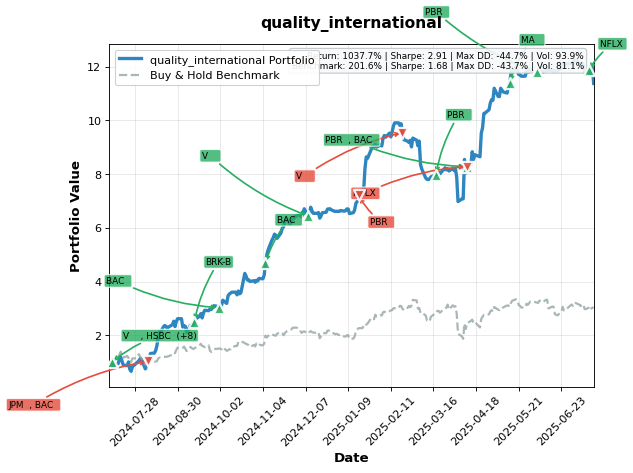 PBR
quality_international
MA
NFLX
quality_international Portfolio
Buy & Hold Benchmark
urn: 1037.7% | Sharpe: 2.91 | Max DD: -44.7% | Vol: 93.9%
mark: 201.6% | Sharpe: 1.68 | Max DD: -43.7% | Vol: 81.1%
12
10
8
6
4
2
Portfolio Value
PBR
PBR , BAC
V
V
PBR
BAC
BRK-B
BAC
V , HSBC (+8)
JPM , BAC
2024-07-28
2024-08-30
2024-10-02
2024-11-04
2024-12-07
2025-01-09
2025-02-11
2025-03-16
2025-04-18
2025-05-21
2025-06-23
Date